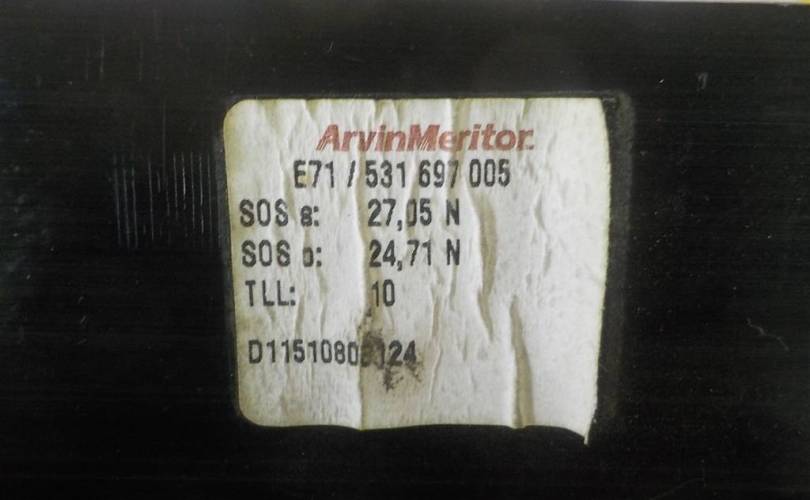 ArvinMeritor
E71 / 531 697 005
SOS s: 27,05 N
SOS o: 24,71 N
TLL: 10